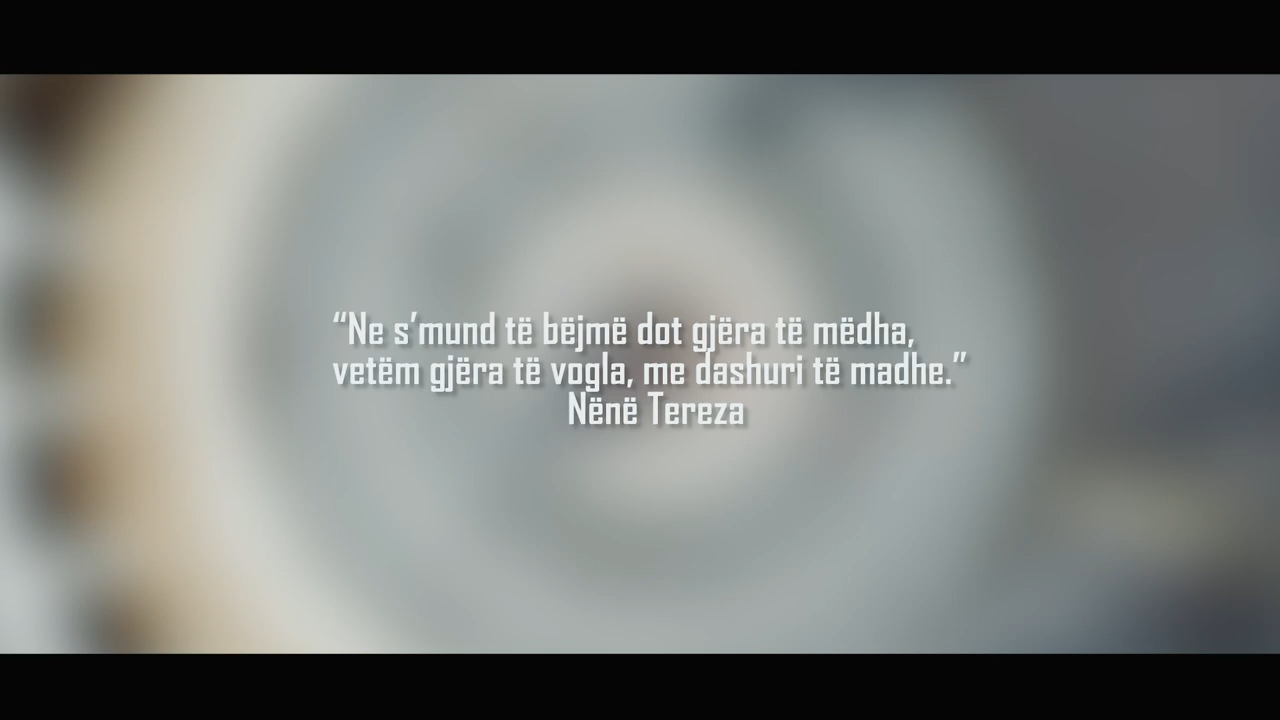 “Ne s’mund të bëjmë dot gjëra të mëdha,
vetëm gjëra të vogla, me dashuri të madhe.”
Nënë Tereza